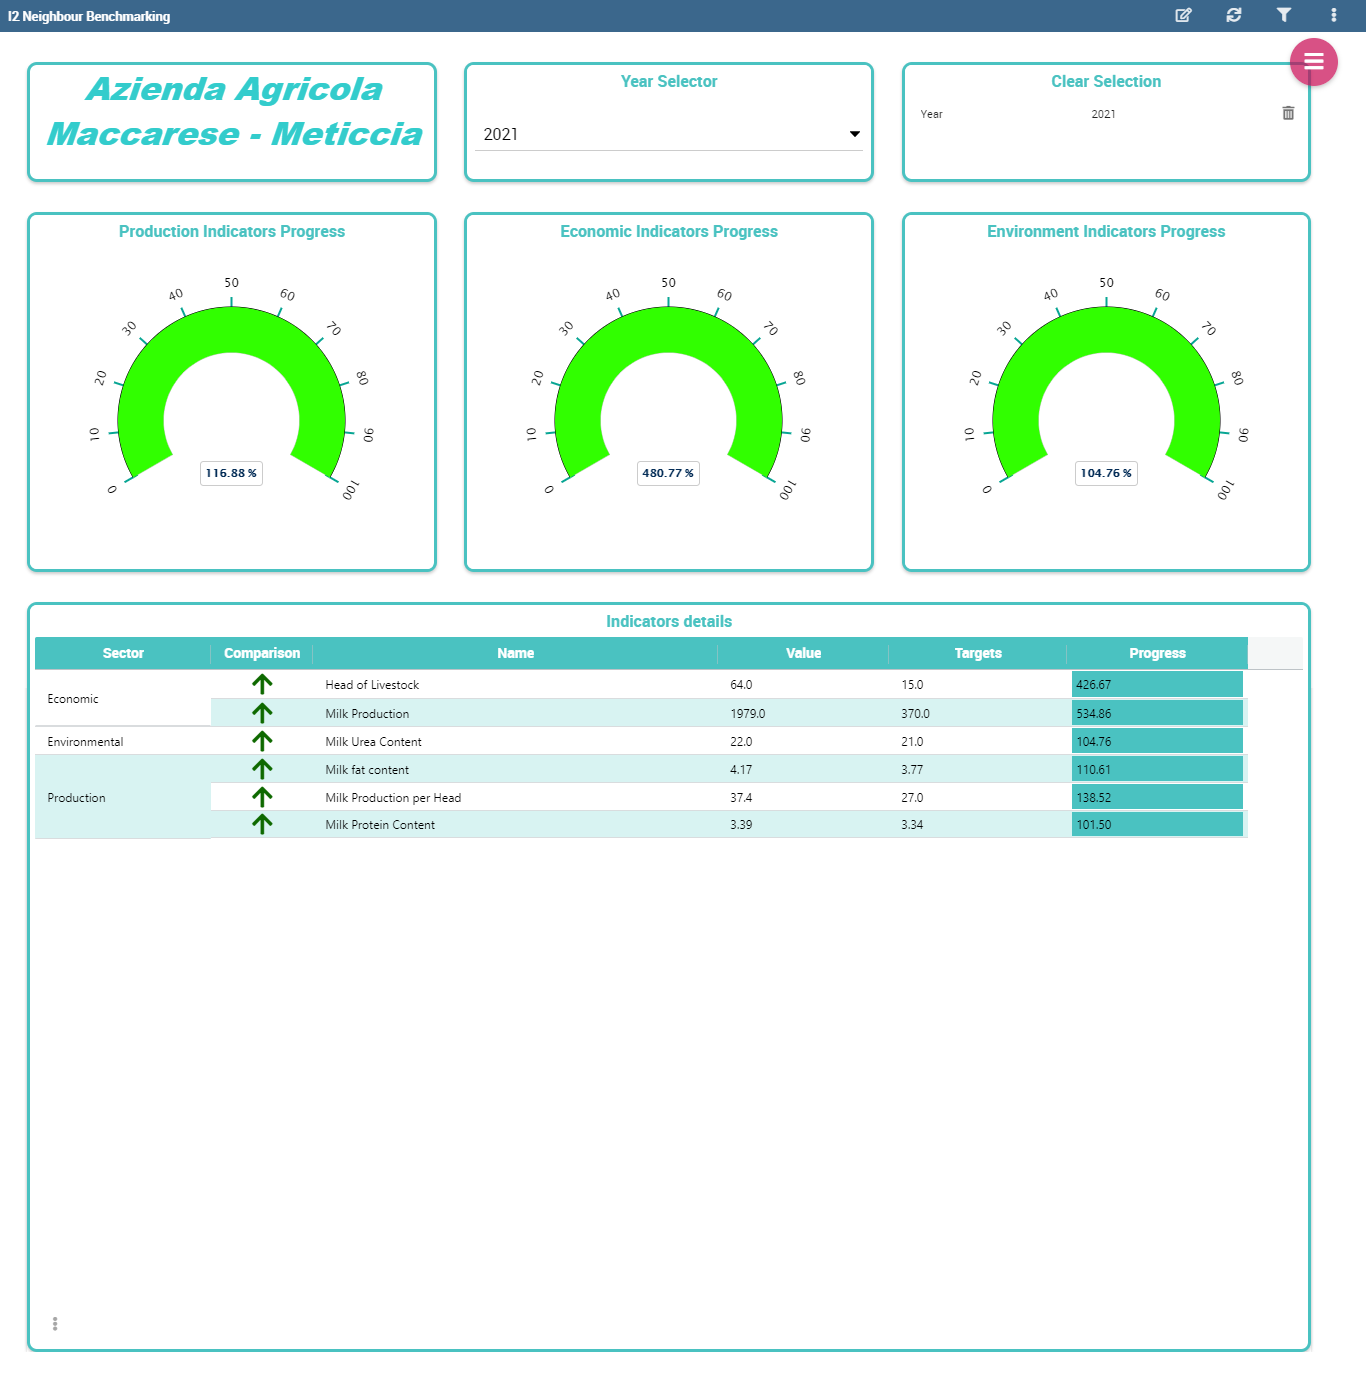 I2 Neighbour Benchmarking
Azienda Agricola
Maccarese - Meticcia
Year Selector
2021
Clear Selection
Year 2021
Production Indicators Progress
0 10 20 30 40 50 60 70 80 90 100
116.88 %
Economic Indicators Progress
0 10 20 30 40 50 60 70 80 90 100
480.77 %
Environment Indicators Progress
0 10 20 30 40 50 60 70 80 90 100
104.76 %
Indicators details
Sector Comparison Name Value Targets Progress
Economic
Head of Livestock 64.0 15.0 426.67
Milk Production 1979.0 370.0 534.86
Environmental Milk Urea Content 22.0 21.0 104.76
Production
Milk fat content 4.17 3.77 110.61
Milk Production per Head 37.4 27.0 138.52
Milk Protein Content 3.39 3.34 101.50